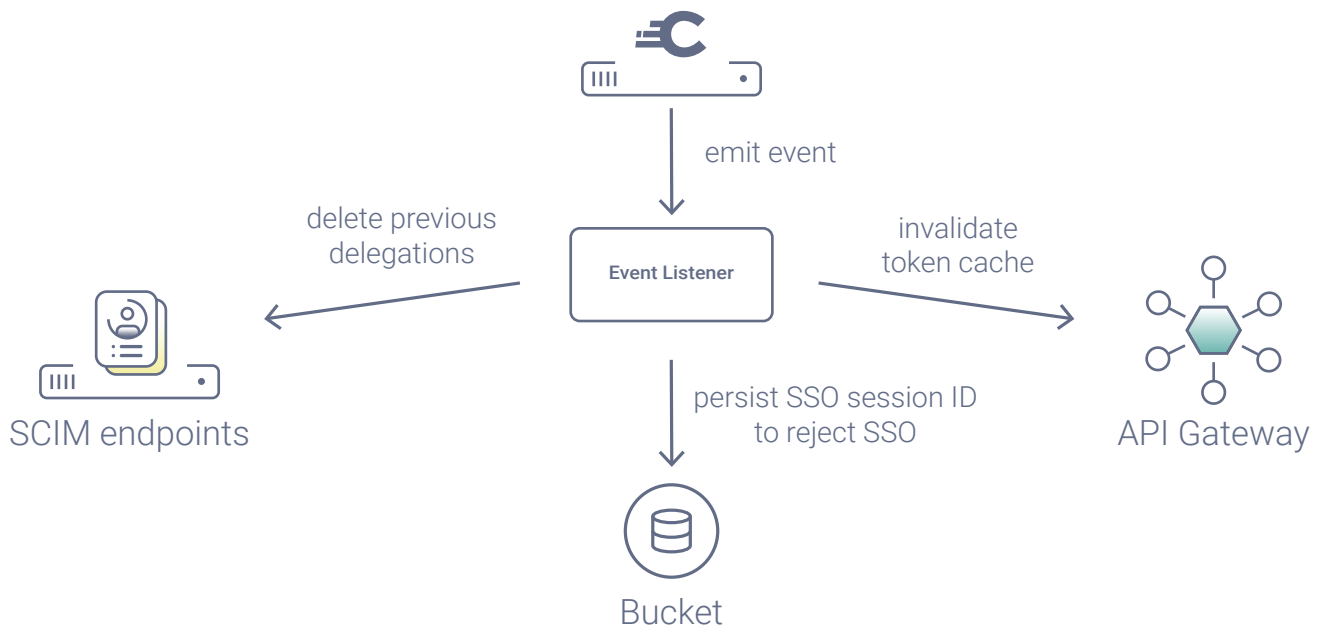 emit event
delete previous
delegations
invalidate
token cache
Event Listener
persist SSO session ID
to reject SSO
SCIM endpoints
API Gateway
Bucket